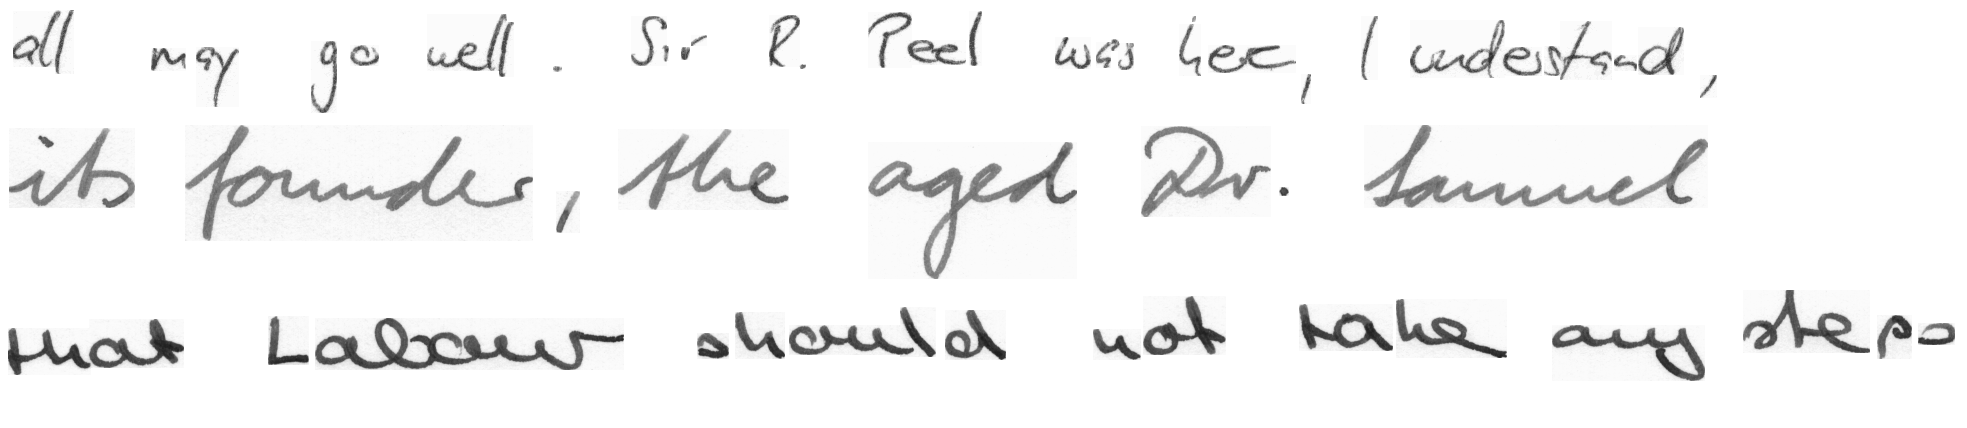 all may go well. Sir R. Peel was here, I understand,
its founder, the aged Dr. Samuel
that Labour should not take any steps